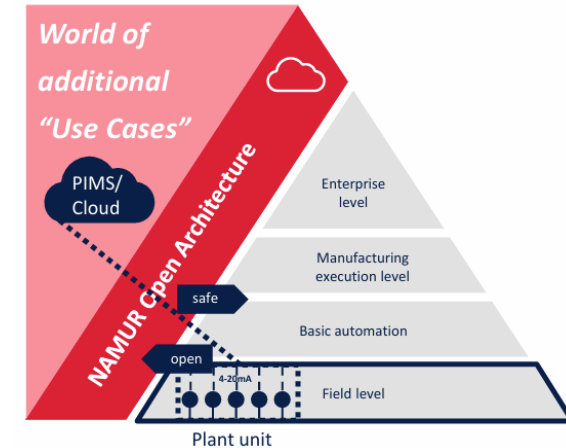 World of
additional
“Use Cases”
PIMS/
Cloud
NAMUR Open Architecture
Enterprise
level
Manufacturing
execution level
safe
Basic automation
open
4-20mA
Field level
Plant unit